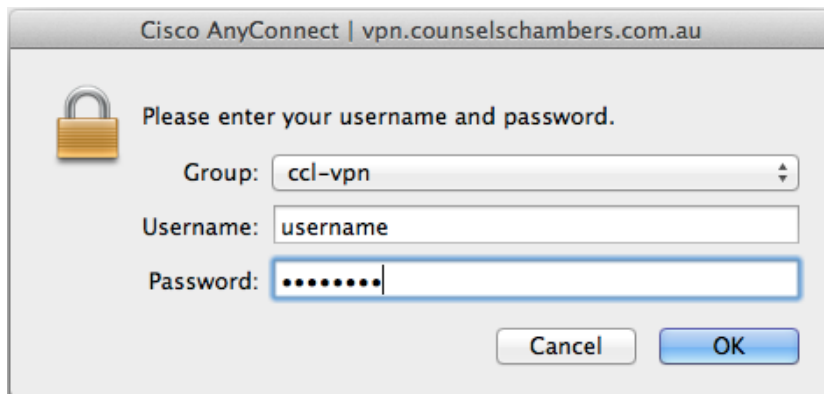 Cisco AnyConnect | vpn.counselschambers.com.au
Please enter your username and password.
Group: ccl-vpn
Username: username
Password: ••••••••
Cancel OK